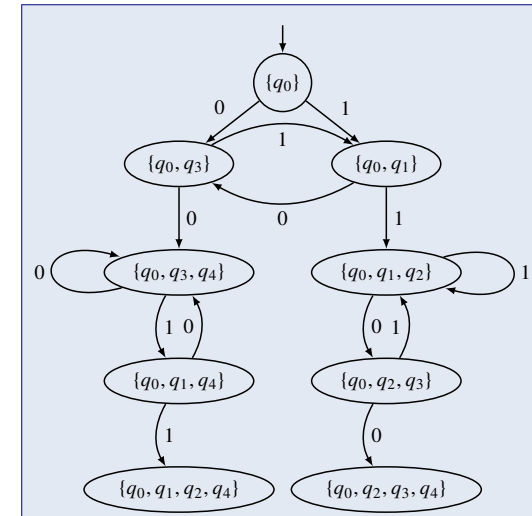 {q0}
0 1
{q0, q3} 1 {q0, q1}
0
0 1
0 {q0, q3, q4} {q0, q1, q2} 1
1 0 0 1
{q0, q1, q4} {q0, q2, q3}
1 0
{q0, q1, q2, q4} {q0, q2, q3, q4}